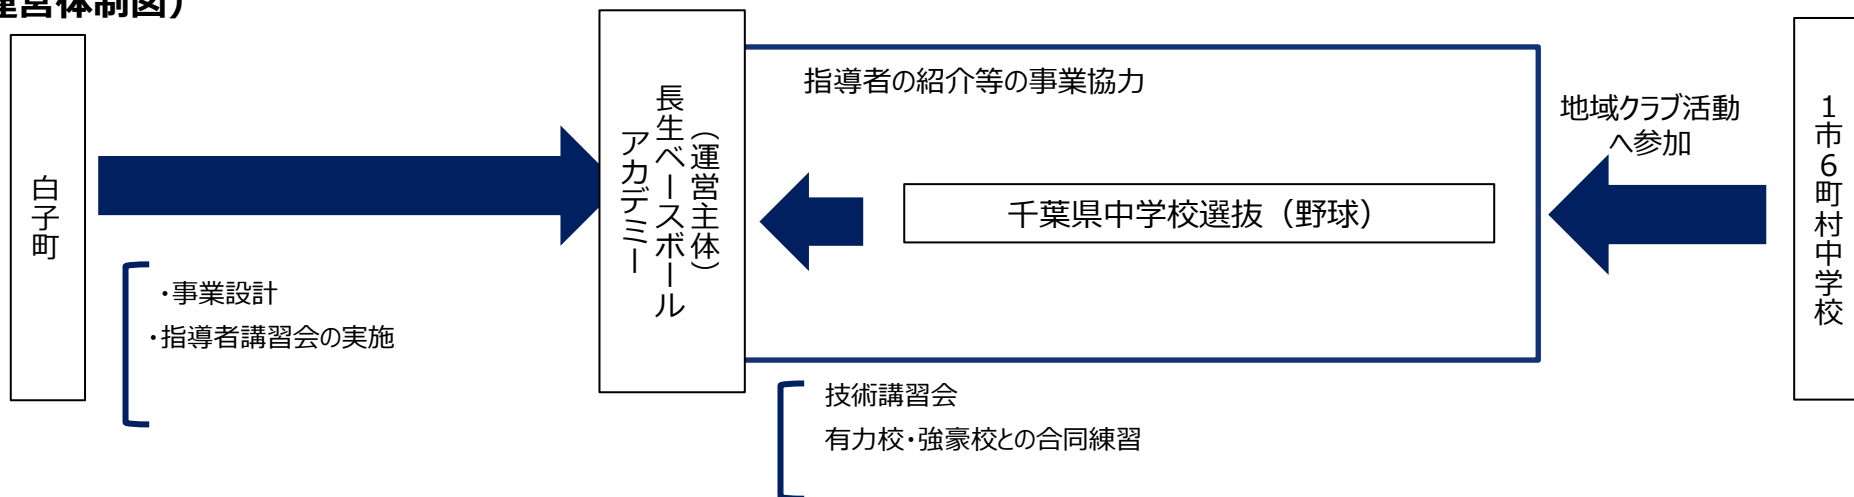 運営体制図）
白子町
・事業設計
・指導者講習会の実施
（運営主体）
長生ベースボール
アカデミー
指導者の紹介等の事業協力
千葉県中学校選抜（野球）
技術講習会
有力校・強豪校との合同練習
地域クラブ活動
へ参加
１市６町村中学校